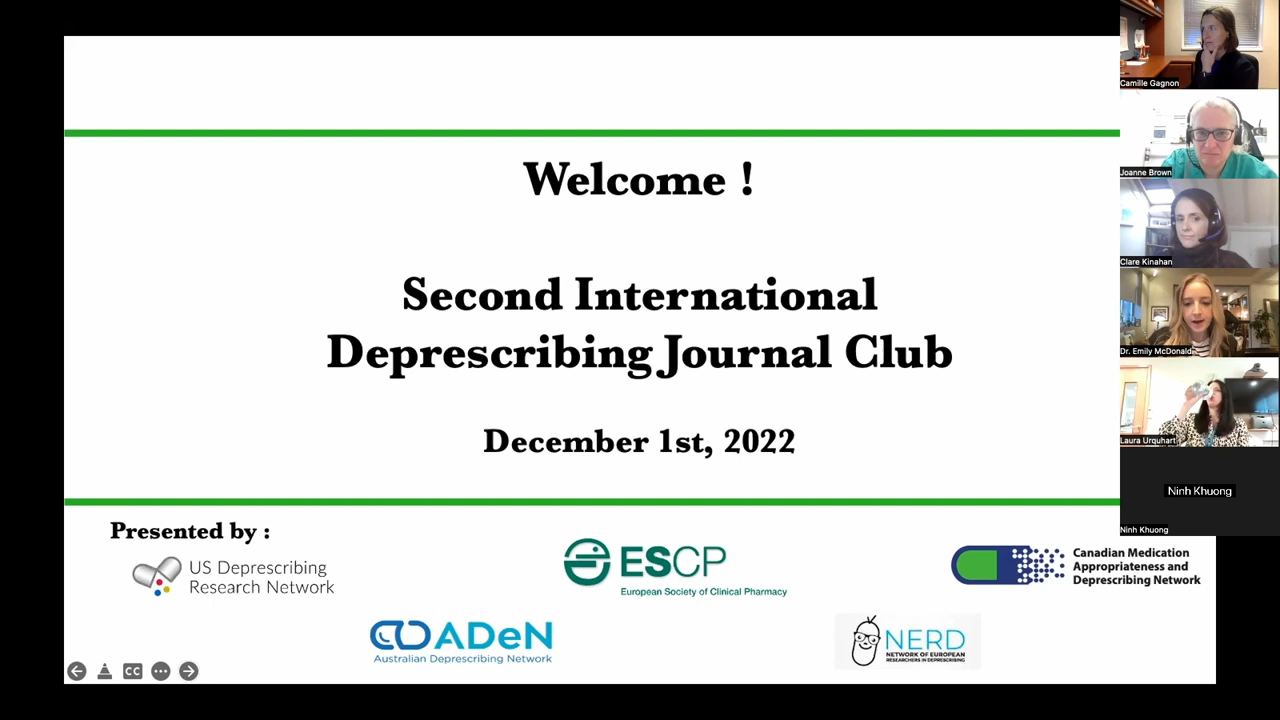 Welcome !
Second International
Deprescribing Journal Club
December 1st, 2022
Presented by :
US Deprescribing
Research Network
ESCP
European Society of Clinical Pharmacy
Canadian Medication
Appropriateness and
Deprescribing Network
ADeN
Australian Deprescribing Network
NERD
NETWORK OF EUROPEAN
RESEARCHERS IN DEPRESCRIBING
CC
Camille Gagnon
Joanne Brown
Clare Kinahan
Dr. Emily McDonald
Laura Urquhart
Ninh Khuong
Ninh Khuong